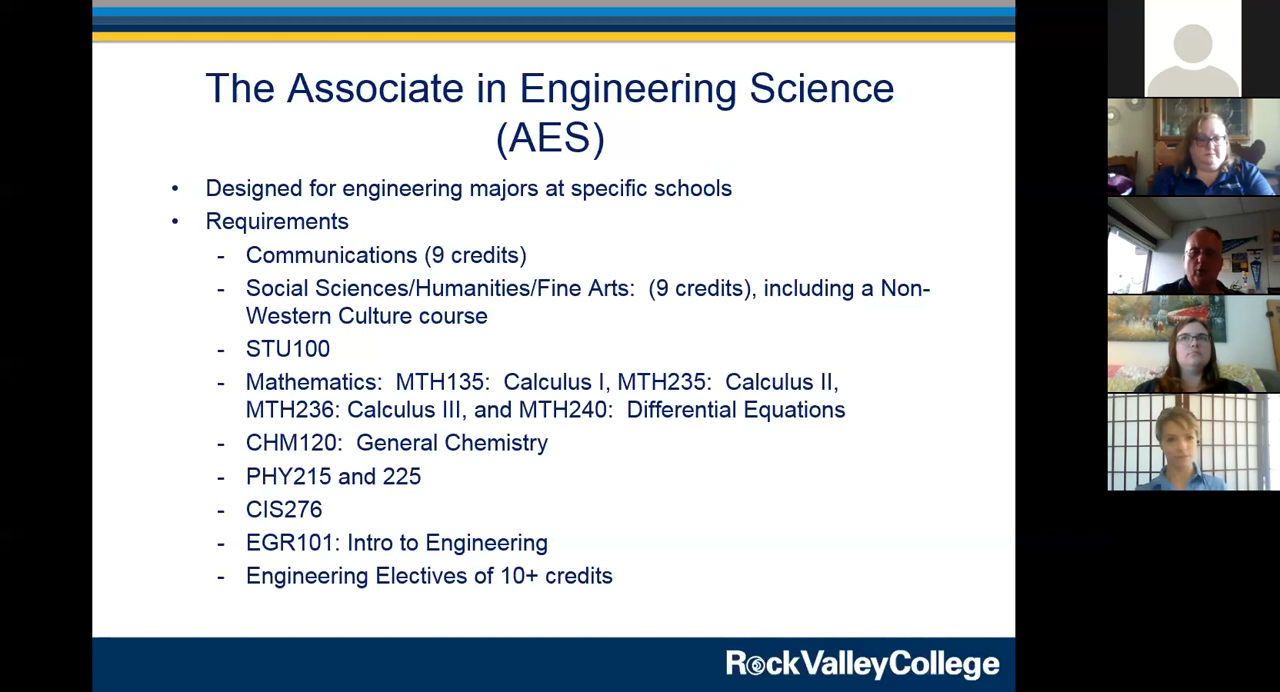 The Associate in Engineering Science
(AES)
• Designed for engineering majors at specific schools
• Requirements
- Communications (9 credits)
- Social Sciences/Humanities/Fine Arts: (9 credits), including a Non-
Western Culture course
- STU100
- Mathematics: MTH135: Calculus I, MTH235: Calculus II,
MTH236: Calculus III, and MTH240: Differential Equations
- CHM120: General Chemistry
- PHY215 and 225
- CIS276
- EGR101: Intro to Engineering
- Engineering Electives of 10+ credits
RockValleyCollege